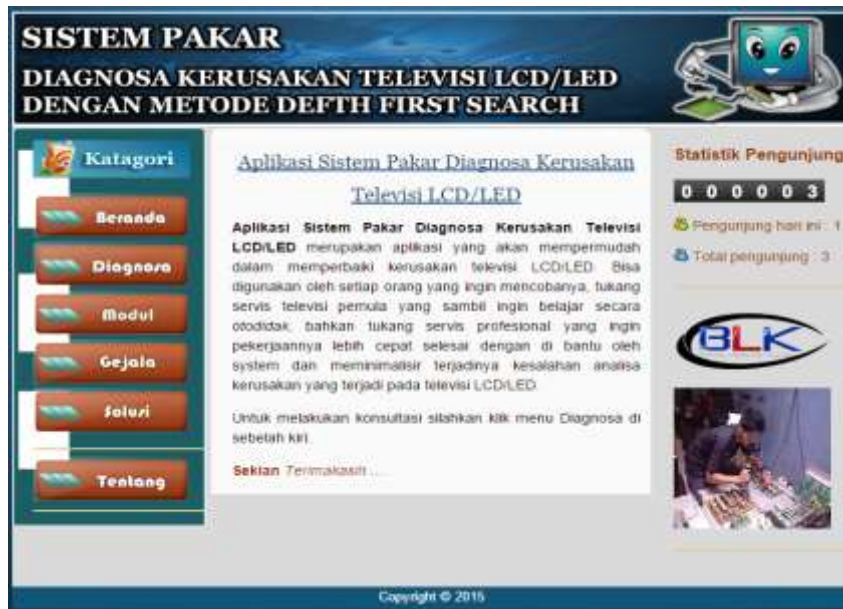 SISTEM PAKAR
DIAGNOSA KERUSAKAN TELEVISI LCD/LED
DENGAN METODE DEFTH FIRST SEARCH
Katagori
Beranda
Diagnosa
Modul
Gejala
Solusi
Tentang
Aplikasi Sistem Pakar Diagnosa Kerusakan
Televisi LCD/LED
Aplikasi Sistem Pakar Diagnosa Kerusakan Televisi
LCD/LED merupakan aplikasi yang akan mempermudah
dalam memperbaiki kerusakan televisi LCD/LED. Bisa
digunakan oleh setiap orang yang ingin mencobanya, tukang
servis televisi pemula yang sambil ingin belajar secara
otodidak, bahkan tukang servis profesional yang ingin
pekerjaannya lebih cepat selesai dengan di bantu oleh
system dan meminimalisir terjadinya kesalahan analisa
kerusakan yang terjadi pada televisi LCD/LED.
Untuk melakukan konsultasi silahkan klik menu Diagnosa di
sebelah kiri.
Sekian Terimakasih ....
Statistik Pengunjung
0 0 0 0 0 3
Pengunjung hari ini : 1
Total pengunjung : 3
BLK
Copyright © 2015